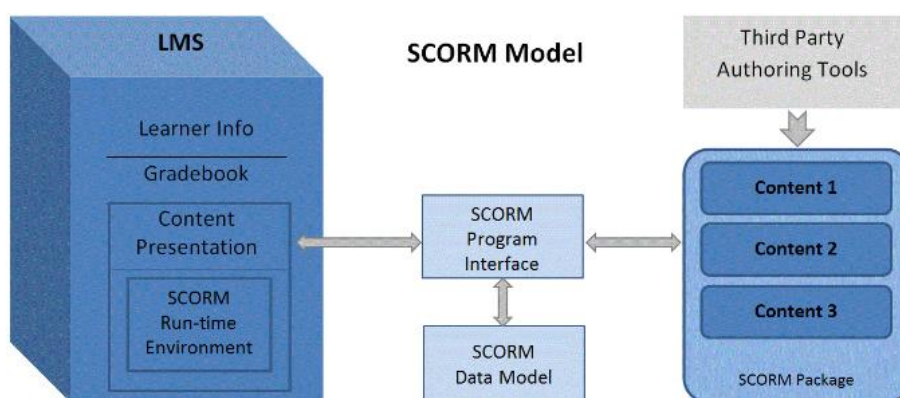 LMS
SCORM Model
Third Party
Authoring Tools
Learner Info
Gradebook
Content
Presentation
SCORM
Run-time
Environment
SCORM
Program
Interface
SCORM
Data Model
Content 1
Content 2
Content 3
SCORM Package